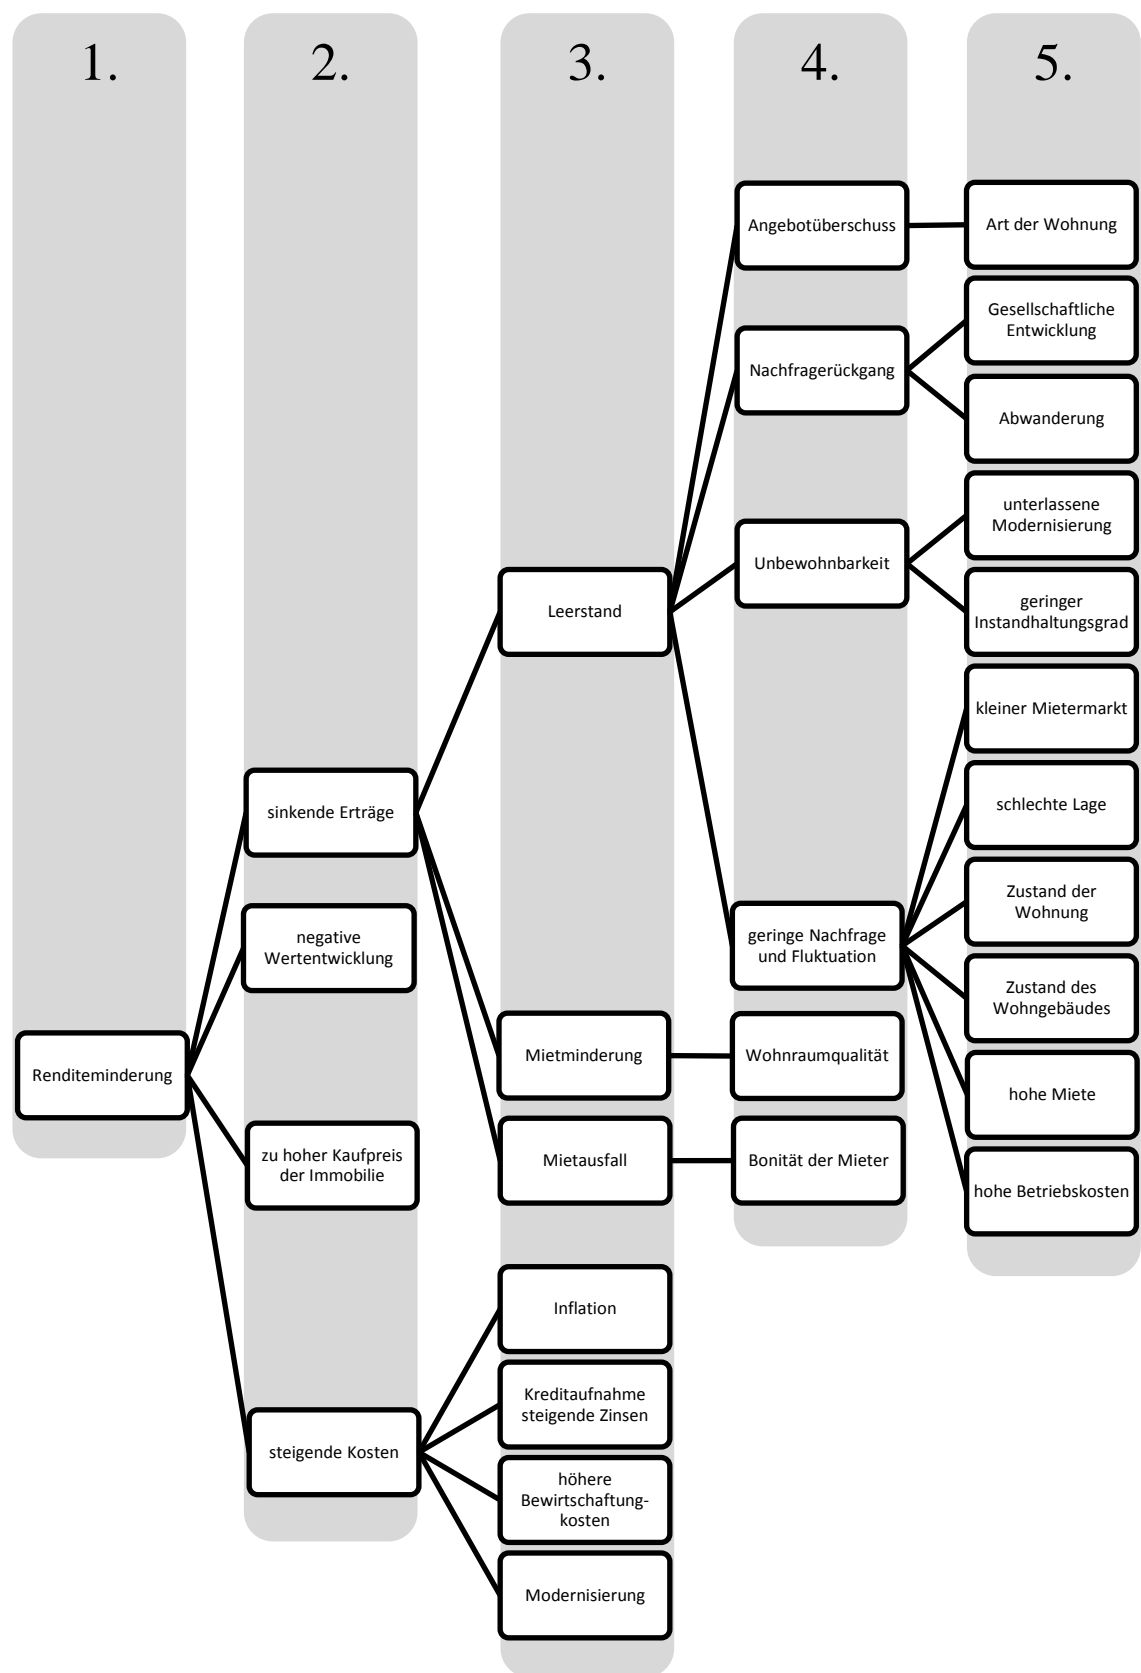 1.
2.
3.
4.
5.
Renditeminderung
sinkende Erträge
negative
Wertentwicklung
zu hoher Kaufpreis
der Immobilie
steigende Kosten
Leerstand
Mietminderung
Mietausfall
Inflation
Kreditaufnahme
steigende Zinsen
höhere
Bewirtschaftung-
kosten
Modernisierung
Angebotüberschuss
Nachfragerückgang
Unbewohnbarkeit
geringe Nachfrage
und Fluktuation
Wohnraumqualität
Bonität der Mieter
Art der Wohnung
Gesellschaftliche
Entwicklung
Abwanderung
unterlassene
Modernisierung
geringer
Instandhaltungsgrad
kleiner Mietermarkt
schlechte Lage
Zustand der
Wohnung
Zustand des
Wohngebäudes
hohe Miete
hohe Betriebskosten